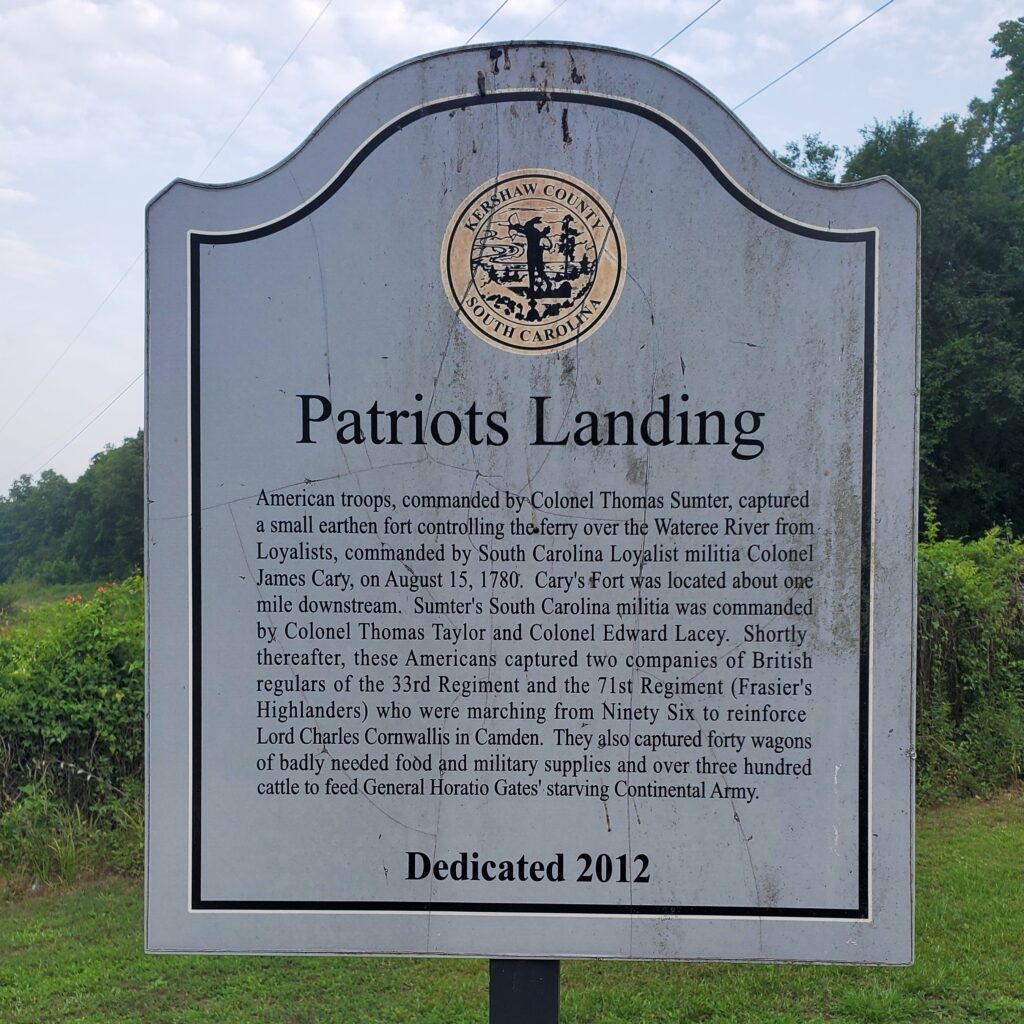 KERSHAW COUNTY
SOUTH CAROLINA
Patriots Landing
American troops, commanded by Colonel Thomas Sumter, captured
a small earthen fort controlling the ferry over the Wateree River from
Loyalists, commanded by South Carolina Loyalist militia Colonel
James Cary, on August 15, 1780. Cary's Fort was located about one
mile downstream. Sumter's South Carolina militia was commanded
by Colonel Thomas Taylor and Colonel Edward Lacey. Shortly
thereafter, these Americans captured two companies of British
regulars of the 33rd Regiment and the 71st Regiment (Frasier's
Highlanders) who were marching from Ninety Six to reinforce
Lord Charles Cornwallis in Camden. They also captured forty wagons
of badly needed food and military supplies and over three hundred
cattle to feed General Horatio Gates' starving Continental Army.
Dedicated 2012